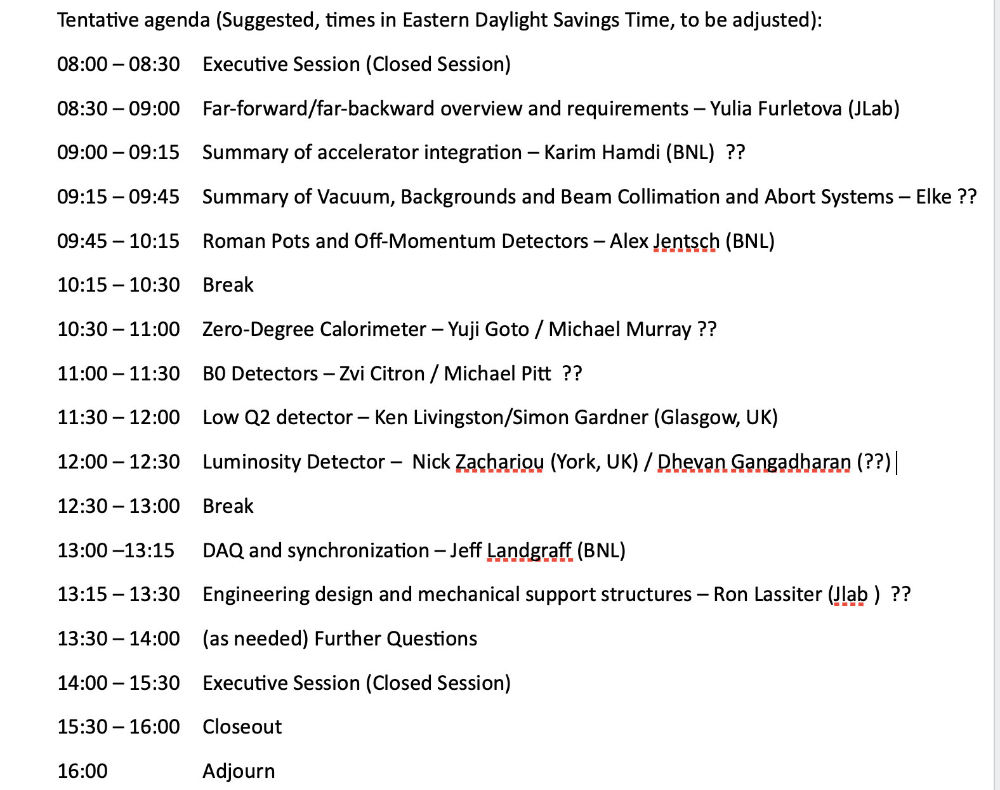 Tentative agenda (Suggested, times in Eastern Daylight Savings Time, to be adjusted):
08:00 – 08:30 Executive Session (Closed Session)
08:30 – 09:00 Far-forward/far-backward overview and requirements – Yulia Furletova (JLab)
09:00 – 09:15 Summary of accelerator integration – Karim Hamdi (BNL)  ??
09:15 – 09:45 Summary of Vacuum, Backgrounds and Beam Collimation and Abort Systems – Elke ??
09:45 – 10:15 Roman Pots and Off-Momentum Detectors – Alex Jentsch (BNL)
10:15 – 10:30 Break
10:30 – 11:00 Zero-Degree Calorimeter – Yuji Goto / Michael Murray ??
11:00 – 11:30 B0 Detectors – Zvi Citron / Michael Pitt  ??
11:30 – 12:00 Low Q2 detector – Ken Livingston/Simon Gardner (Glasgow, UK)
12:00 – 12:30 Luminosity Detector –  Nick Zachariou (York, UK) / Dhevan Gangadharan (??)
12:30 – 13:00 Break
13:00 –13:15 DAQ and synchronization – Jeff Landgraff (BNL)
13:15 – 13:30 Engineering design and mechanical support structures – Ron Lassiter (Jlab )  ??
13:30 – 14:00 (as needed) Further Questions
14:00 – 15:30 Executive Session (Closed Session)
15:30 – 16:00 Closeout
16:00 Adjourn